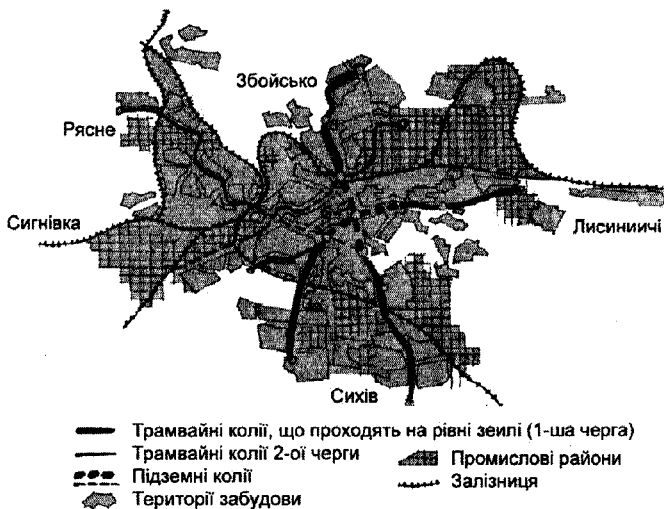 Збойсько
Рясне
Сигнівка
Лисиничі
Сихів
Трамвайні колії, що проходять на рівні зеилі (1-ша черга)
Трамвайні колії 2-ої черги
Підземні колії
Території забудови
Промислові райони
Залізниця